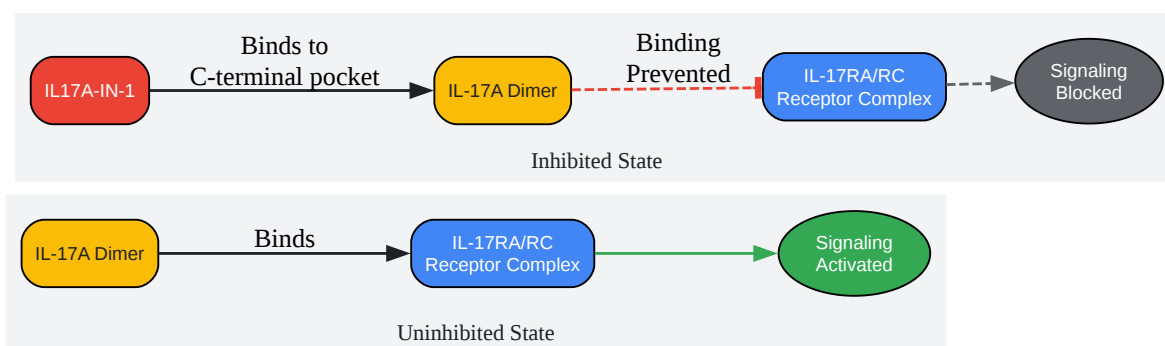 Binds to
C-terminal pocket
Binding
Prevented
IL17A-IN-1
IL-17A Dimer
IL-17RA/RC
Receptor Complex
Signaling
Blocked
Inhibited State
IL-17A Dimer
Binds
IL-17RA/RC
Receptor Complex
Signaling
Activated
Uninhibited State